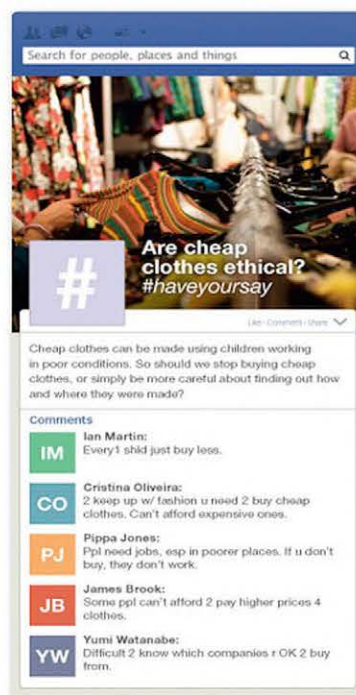 Search for people, places and things
Are cheap
clothes ethical?
#haveyoursay
#
Like · Comment · Share
Cheap clothes can be made using children working
in poor conditions. So should we stop buying cheap
clothes, or simply be more careful about finding out how
and where they were made?
Comments
IM
Ian Martin:
Every1 shld just buy less.
CO
Cristina Oliveira:
2 keep up w/ fashion u need 2 buy cheap
clothes. Can't afford expensive ones.
PJ
Pippa Jones:
Ppl need jobs, esp in poorer places. If u don't
buy, they don't work.
JB
James Brook:
Some ppl can't afford 2 pay higher prices 4
clothes.
YW
Yumi Watanabe:
Difficult 2 know which companies r OK 2 buy
from.